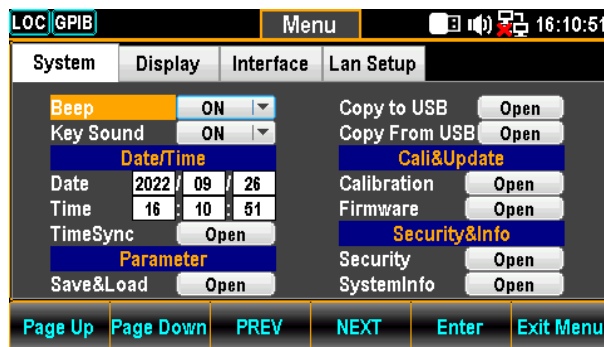 LOC GPIB Menu 16:10:51
System Display Interface Lan Setup
Beep ON
Key Sound ON
Date/Time
Date 2022 / 09 / 26
Time 16 : 10 : 51
TimeSync Open
Parameter
Save&Load Open
Copy to USB Open
Copy From USB Open
Cali&Update
Calibration Open
Firmware Open
Security&Info
Security Open
SystemInfo Open
Page Up Page Down PREV NEXT Enter Exit Menu